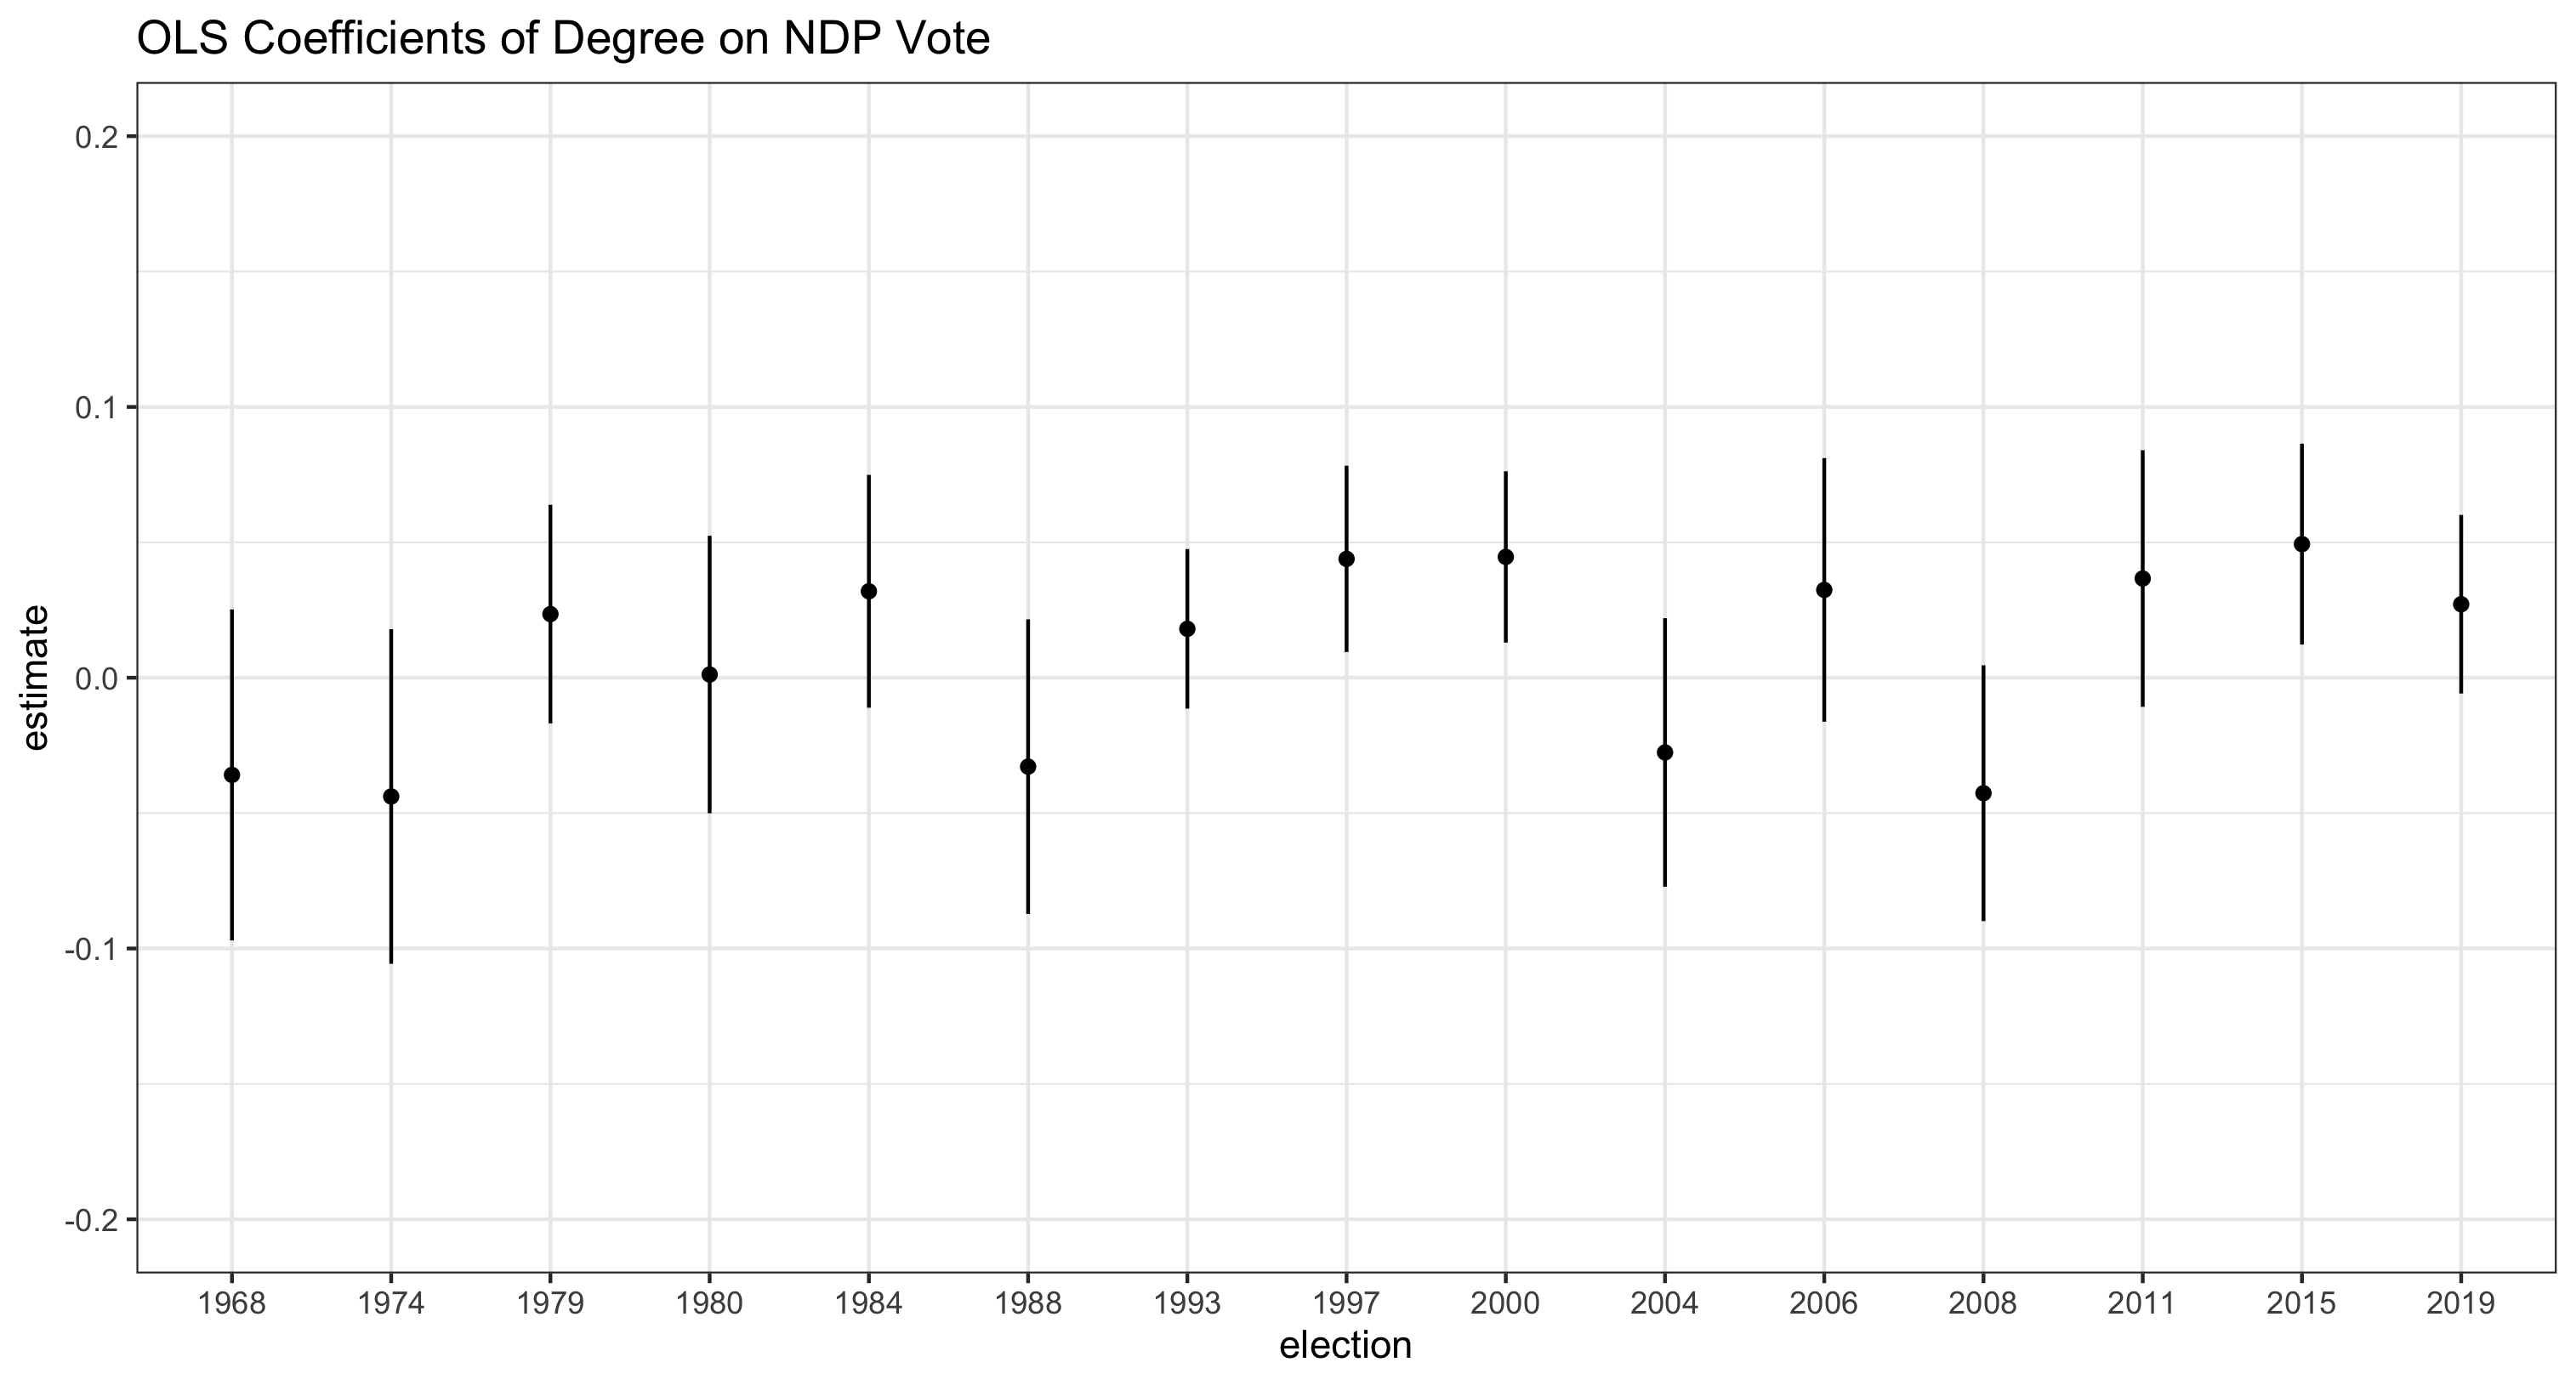 OLS Coefficients of Degree on NDP Vote
0.2
0.1
0.0
-0.1
-0.2
estimate
1968 1974 1979 1980 1984 1988 1993 1997 2000 2004 2006 2008 2011 2015 2019
election